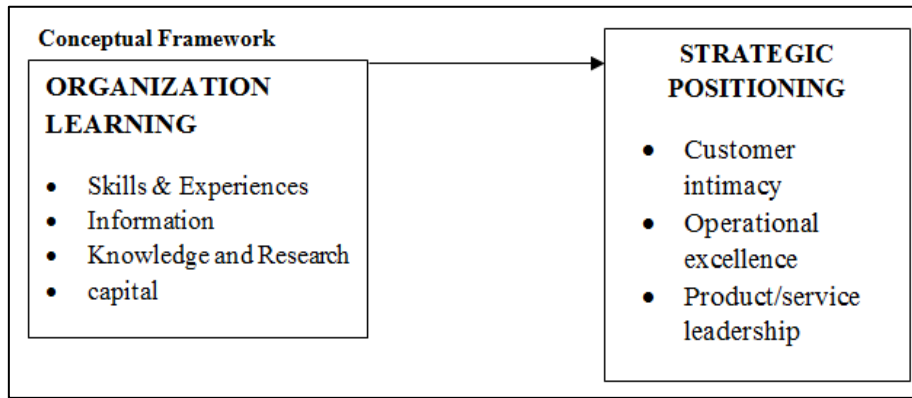 Conceptual Framework
ORGANIZATION
LEARNING
• Skills & Experiences
• Information
• Knowledge and Research
• capital
STRATEGIC
POSITIONING
• Customer
intimacy
• Operational
excellence
• Product/service
leadership